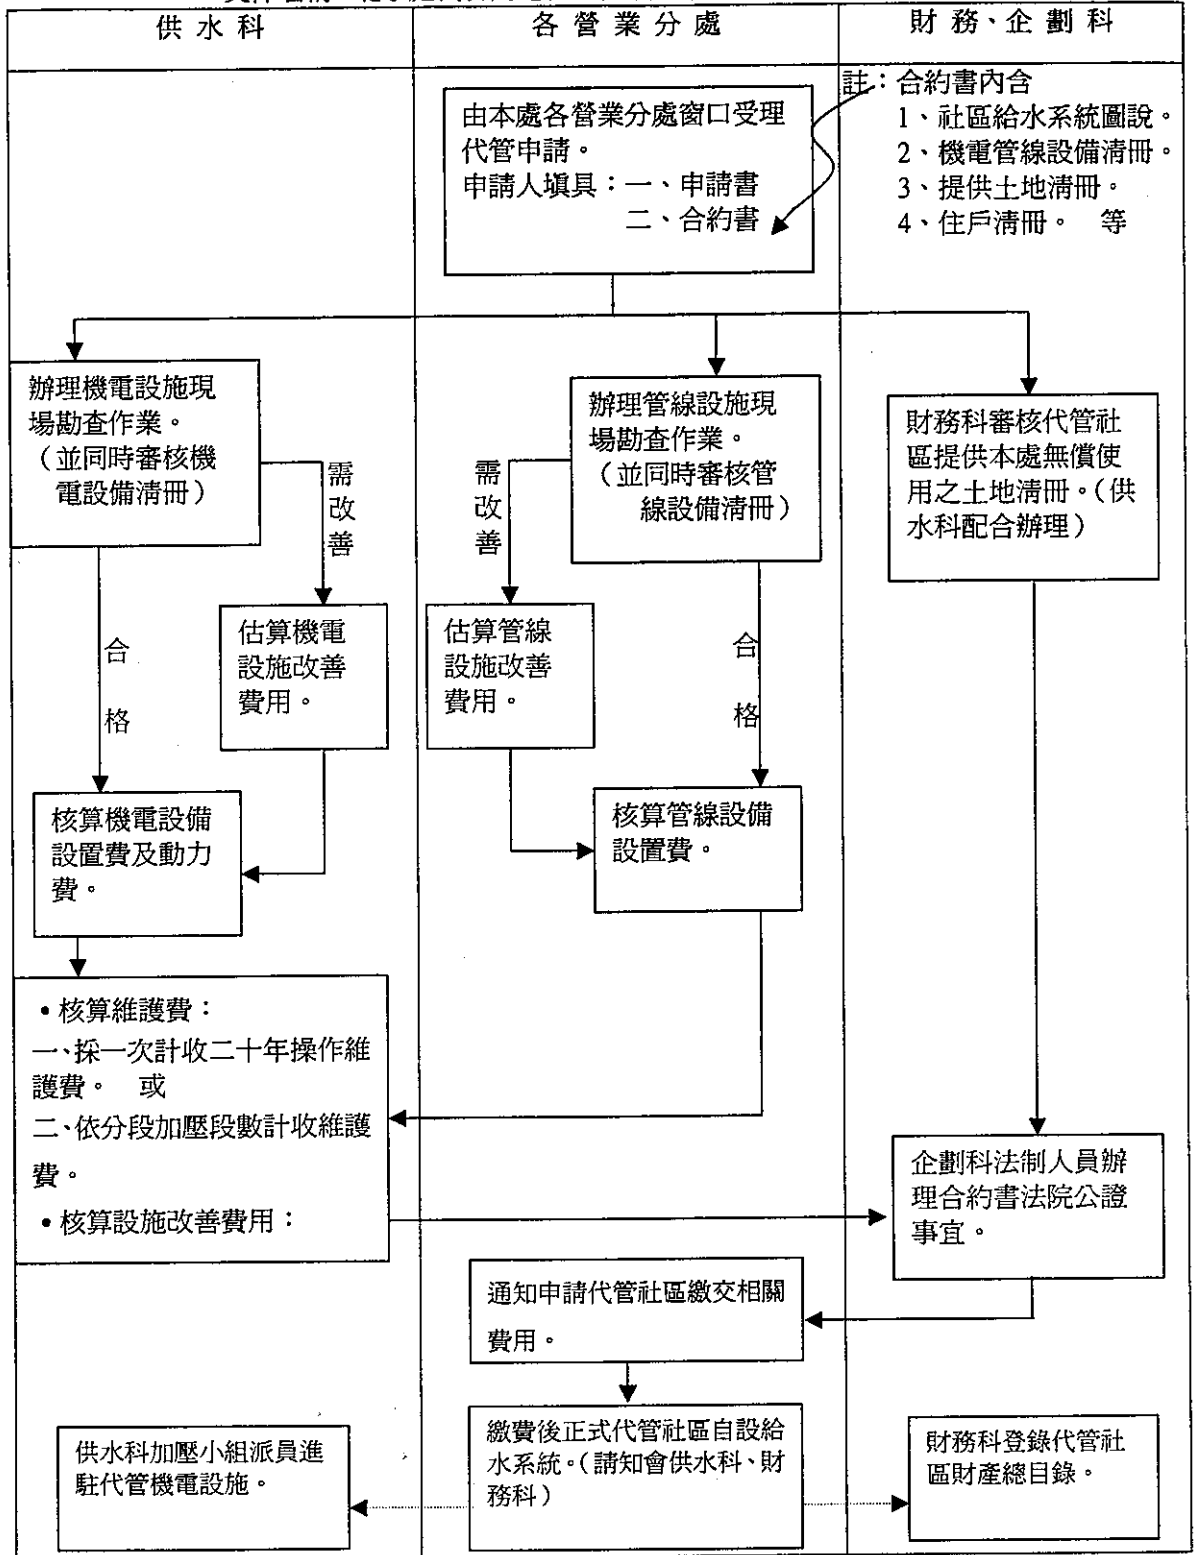 供水科
各營業分處
財務、企劃科
由本處各營業分處窗口受理
代管申請。
申請人填具：一、申請書
二、合約書
註：合約書內含
1、社區給水系統圖說。
2、機電管線設備清冊。
3、提供土地清冊。
4、住戶清冊。 等
辦理機電設施現
場勘查作業。
（並同時審核機
電設備清冊）
需
改
善
需
改
善
辦理管線設施現
場勘查作業。
（並同時審核管
線設備清冊）
財務科審核代管社
區提供本處無償使
用之土地清冊。（供
水科配合辦理）
合
格
估算機電
設施改善
費用。
估算管線
設施改善
費用。
合
格
核算機電設備
設置費及動力
費。
核算管線設備
設置費。
•核算維護費：
一、採一次計收二十年操作維
護費。 或
二、依分段加壓段數計收維護
費。
•核算設施改善費用：
企劃科法制人員辦
理合約書法院公證
事宜。
通知申請代管社區繳交相關
費用。
供水科加壓小組派員進
駐代管機電設施。
繳費後正式代管社區自設給
水系統。（請知會供水科、財
務科）
財務科登錄代管社
區財產總目錄。